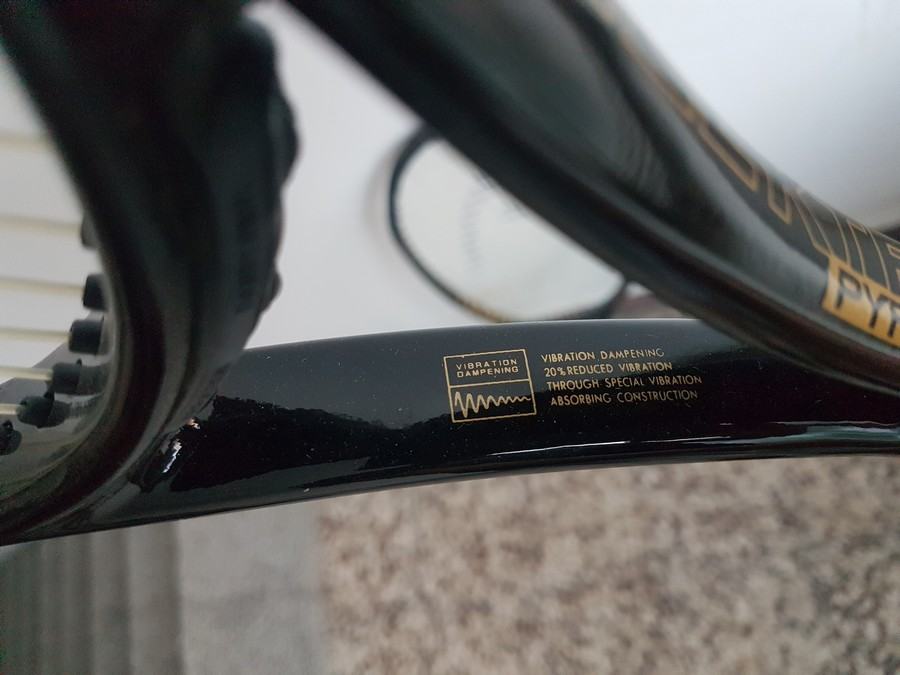 VIBRATION
DAMPENING
VIBRATION DAMPENING
20% REDUCED VIBRATION
THROUGH SPECIAL VIBRATION
ABSORBING CONSTRUCTION